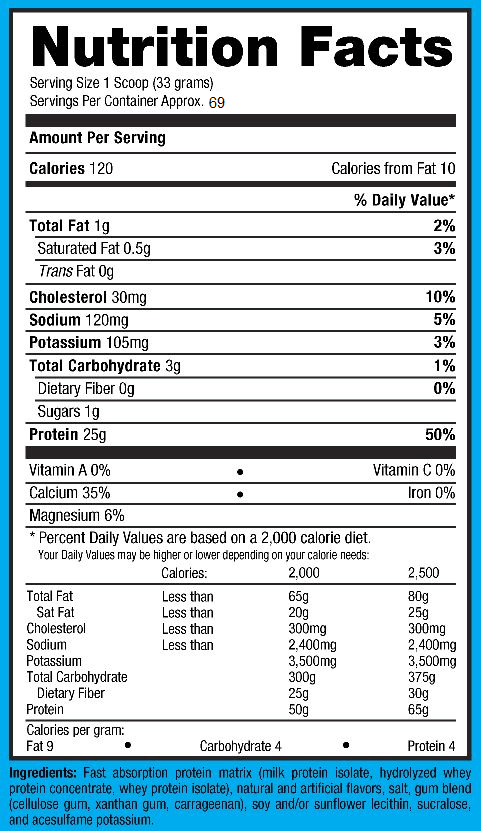 Nutrition Facts
Serving Size 1 Scoop (33 grams)
Servings Per Container Approx. 69
Amount Per Serving
Calories 120 Calories from Fat 10
% Daily Value*
Total Fat 1g 2%
Saturated Fat 0.5g 3%
Trans Fat 0g
Cholesterol 30mg 10%
Sodium 120mg 5%
Potassium 105mg 3%
Total Carbohydrate 3g 1%
Dietary Fiber 0g 0%
Sugars 1g
Protein 25g 50%
Vitamin A 0% • Vitamin C 0%
Calcium 35% • Iron 0%
Magnesium 6%
* Percent Daily Values are based on a 2,000 calorie diet.
Your Daily Values may be higher or lower depending on your calorie needs:
Calories: 2,000 2,500
Total Fat Less than 65g 80g
Sat Fat Less than 20g 25g
Cholesterol Less than 300mg 300mg
Sodium Less than 2,400mg 2,400mg
Potassium 3,500mg 3,500mg
Total Carbohydrate 300g 375g
Dietary Fiber 25g 30g
Protein 50g 65g
Calories per gram:
Fat 9 • Carbohydrate 4 • Protein 4
Ingredients: Fast absorption protein matrix (milk protein isolate, hydrolyzed whey
protein concentrate, whey protein isolate), natural and artificial flavors, salt, gum blend
(cellulose gum, xanthan gum, carrageenan), soy and/or sunflower lecithin, sucralose,
and acesulfame potassium.